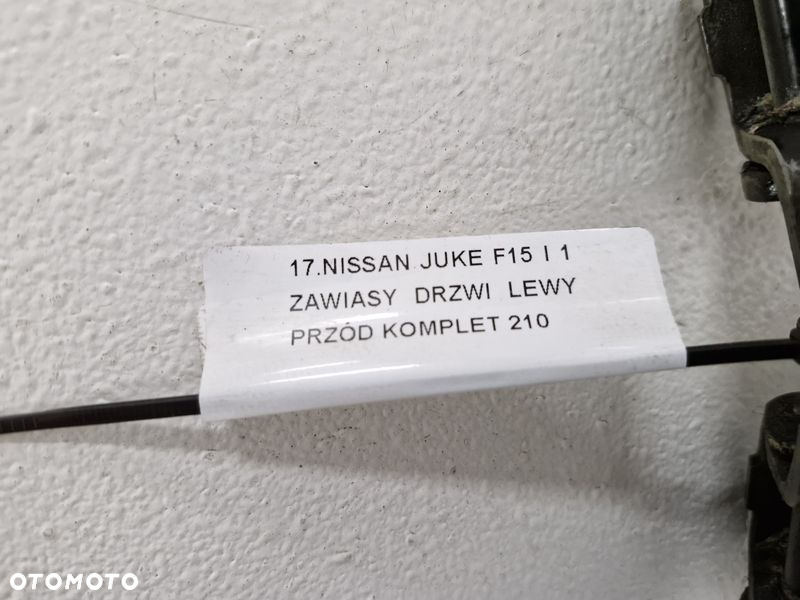 17.NISSAN JUKE F15 I 1
ZAWIASY DRZWI LEWY
PRZÓD KOMPLET 210
OTOMOTO